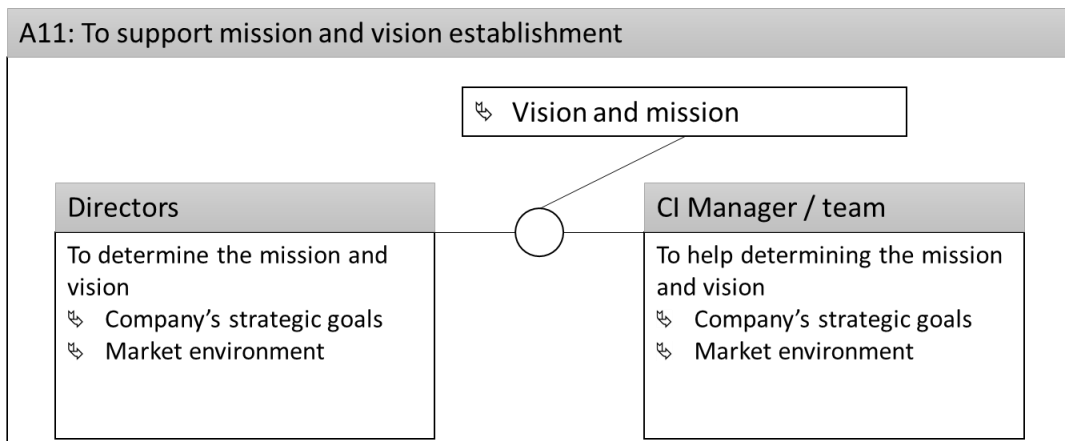 A11: To support mission and vision establishment
Vision and mission
Directors
To determine the mission and
vision
Company's strategic goals
Market environment
CI Manager / team
To help determining the mission
and vision
Company's strategic goals
Market environment